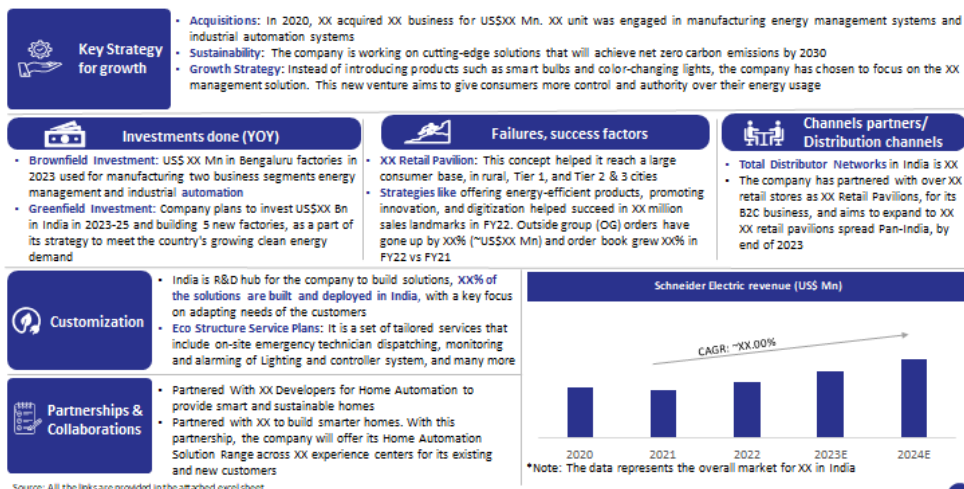 Key Strategy
for growth
• Acquisitions: In 2020, XX acquired XX business for US$XX Mn. XX unit was engaged in manufacturing energy management systems and
industrial automation systems
• Sustainability: The company is working on cutting-edge solutions that will achieve net zero carbon emissions by 2030
• Growth Strategy: Instead of introducing products such as smart bulbs and color-changing lights, the company has chosen to focus on the XX
management solution. This new venture aims to give consumers more control and authority over their energy usage
Investments done (YOY)
• Brownfield Investment: US$ XX Mn in Bengaluru factories in
2023 used for manufacturing two business segments energy
management and industrial automation
• Greenfield Investment: Company plans to invest US$XX Bn
in India in 2023-25 and building 5 new factories, as a part
of its strategy to meet the country's growing clean energy
demand
Failures, success factors
• XX Retail Pavilion: This concept helped it reach a large
consumer base, in rural, Tier 1, and Tier 2 & 3 cities
• Strategies like offering energy-efficient products, promoting
innovation, and digitization helped succeed in XX million
sales landmarks in FY22. Outside group (OG) orders have
gone up by XX% (~US$XX Mn) and order book grew XX% in
FY22 vs FY21
Channels partners/
Distribution channels
• Total Distributor Networks in India is XX
• The company has partnered with over XX
retail stores as XX Retail Pavilions, for its
B2C business, and aims to expand to XX
XX retail pavilions spread Pan-India, by
end of 2023
Customization
• India is R&D hub for the company to build solutions, XX% of
the solutions are built and deployed in India, with a key focus
on adapting needs of the customers
• Eco Structure Service Plans: It is a set of tailored services that
include on-site emergency technician dispatching, monitoring
and alarming of Lighting and controller system, and many more
Partnerships &
Collaborations
• Partnered With XX Developers for Home Automation to
provide smart and sustainable homes
• Partnered with XX to build smarter homes. With this
partnership, the company will offer its Home Automation
Solution Range across XX experience centers for its existing
and new customers
Schneider Electric revenue (US$ Mn)
CAGR: ~XX.00%
2020 2021 2022 2023E 2024E
*Note: The data represents the overall market for XX in India
Source: All the links are provided in the attached excel sheet